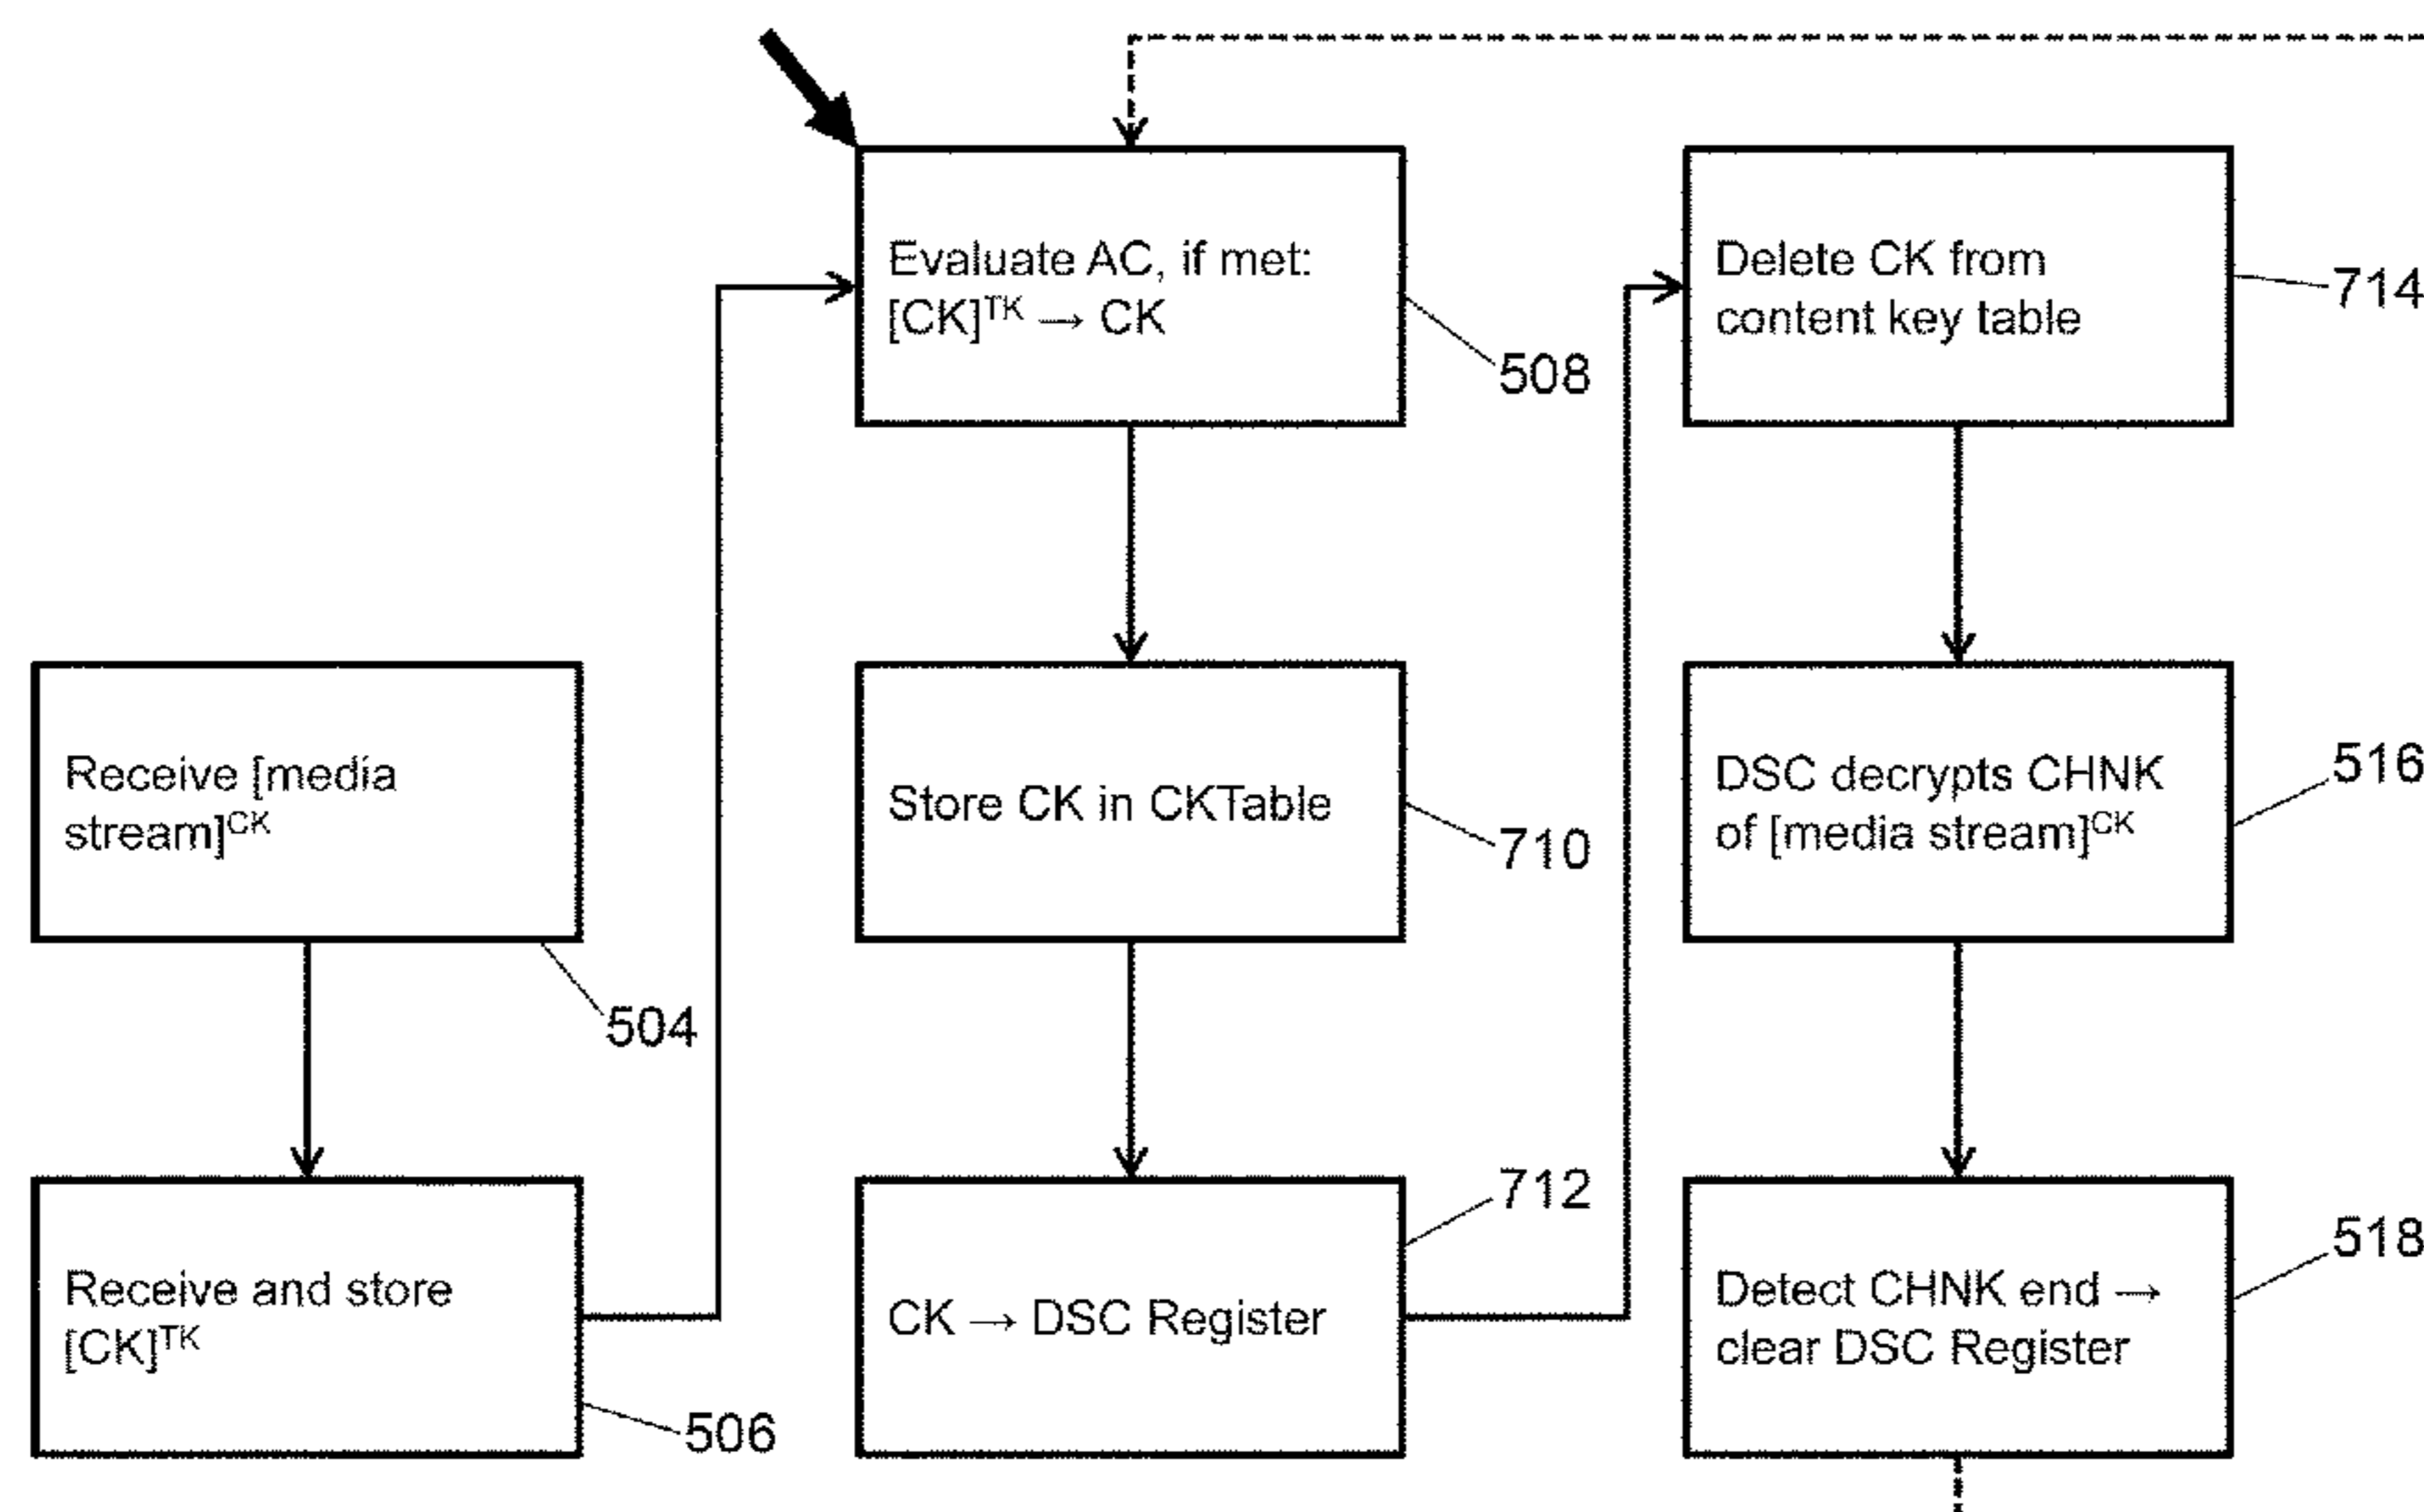 Receive [media
stream]^CK
504
Receive and store
[CK]^TK
506
Evaluate AC, if met:
[CK]^TK → CK
508
Store CK in CKTable
710
CK → DSC Register
712
Delete CK from
content key table
714
DSC decrypts CHNK
of [media stream]^CK
516
Detect CHNK end →
clear DSC Register
518